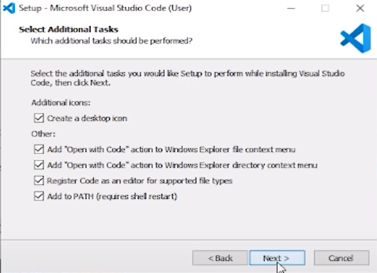 Setup - Microsoft Visual Studio Code (User)
Select Additional Tasks
Which additional tasks should be performed?
Select the additional tasks you would like Setup to perform while installing Visual Studio
Code, then click Next.
Additional icons:
Create a desktop icon
Other:
Add "Open with Code" action to Windows Explorer file context menu
Add "Open with Code" action to Windows Explorer directory context menu
Register Code as an editor for supported file types
Add to PATH (requires shell restart)
< Back
Next >
Cancel